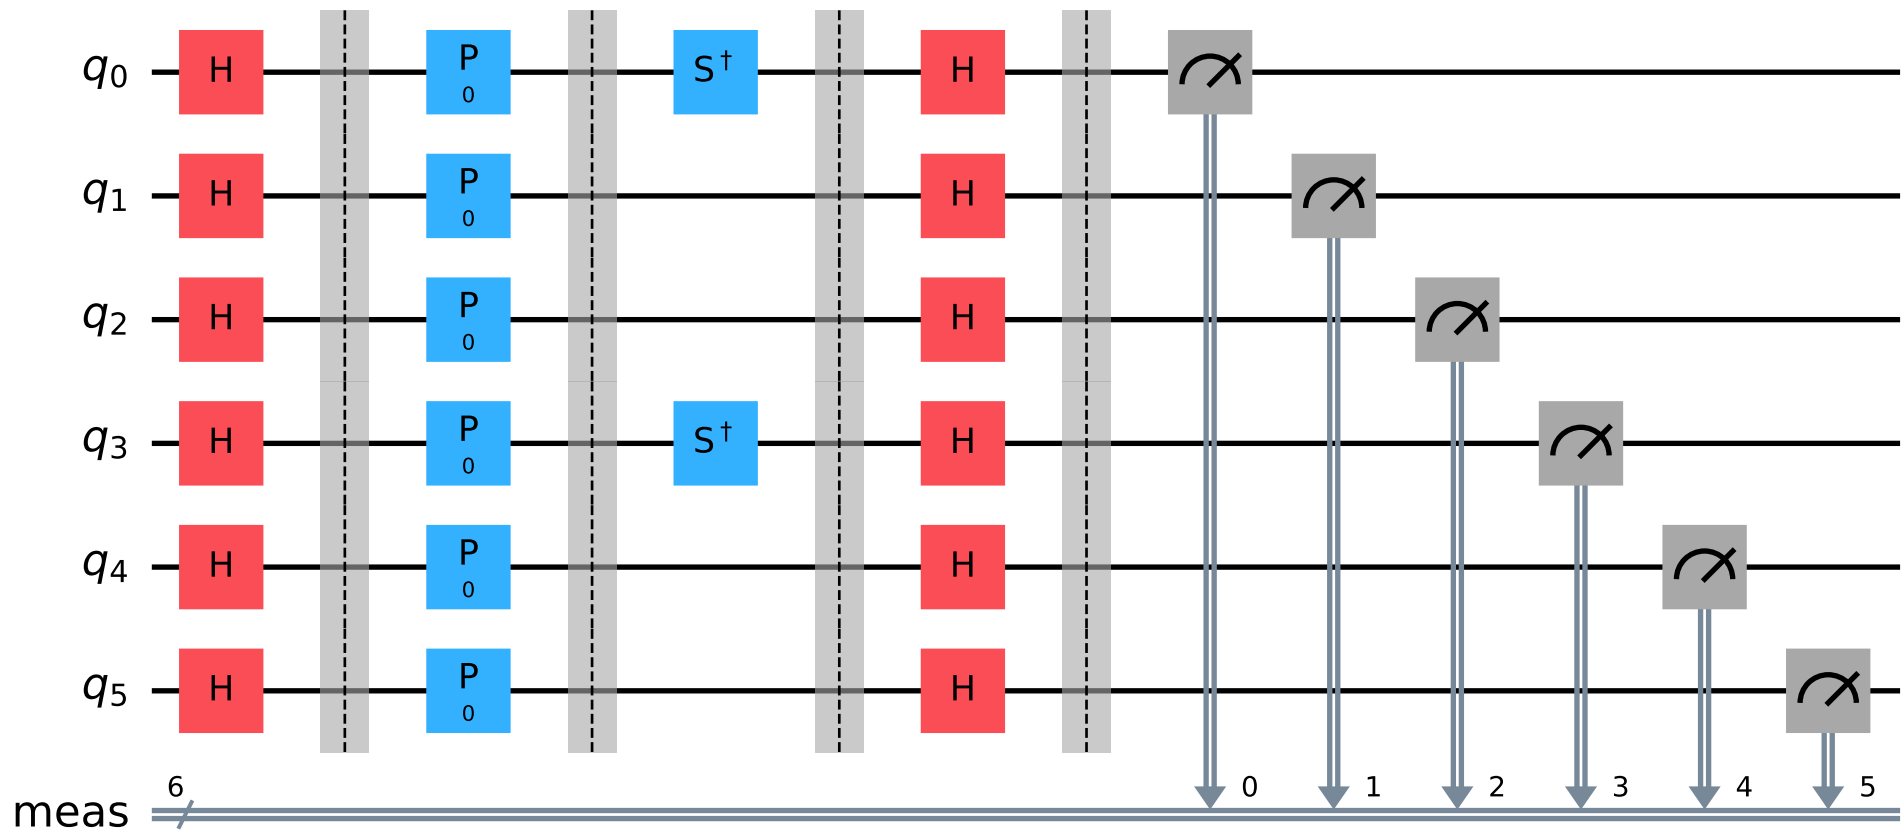 q0 H P 0 S† H
q1 H P 0 H
q2 H P 0 H
q3 H P 0 S† H
q4 H P 0 H
q5 H P 0 H
6 0 1 2 3 4 5
meas